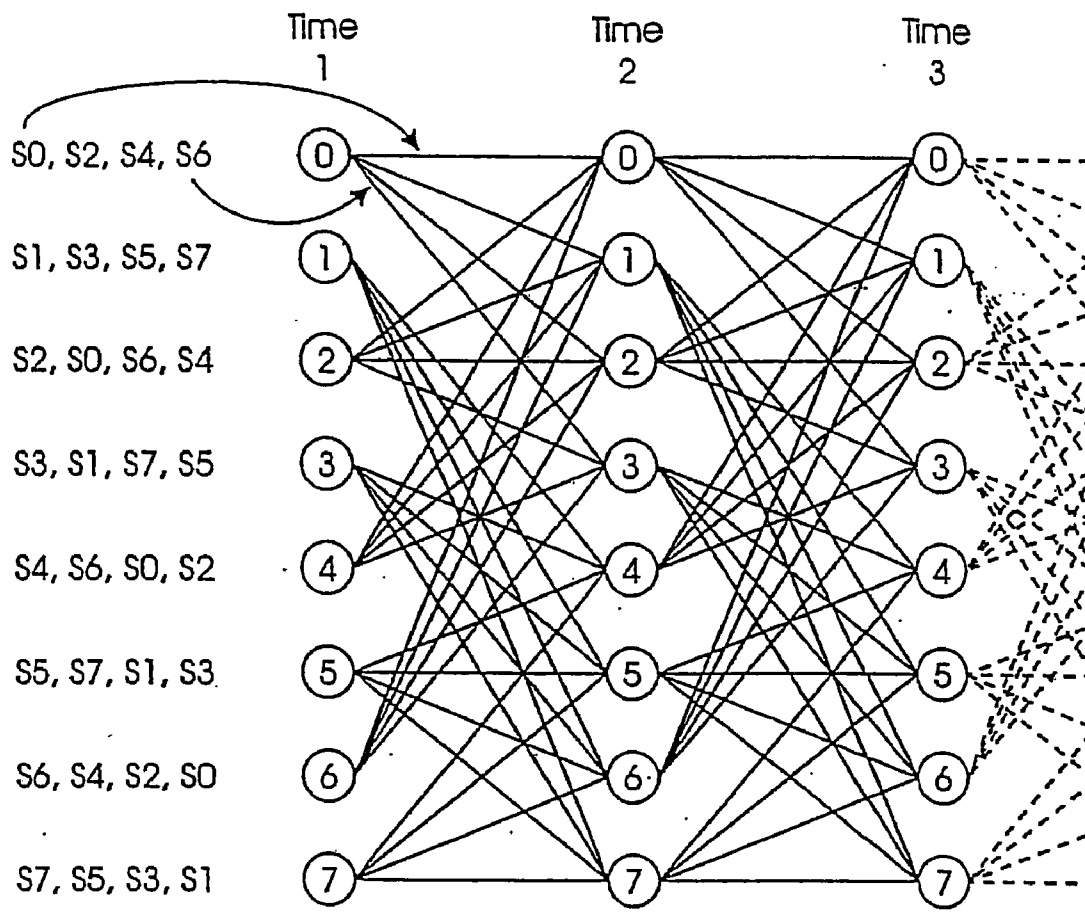 Time Time Time
1 2 3
S0, S2, S4, S6 0 0 0
S1, S3, S5, S7 1 1 1
S2, S0, S6, S4 2 2 2
S3, S1, S7, S5 3 3 3
S4, S6, S0, S2 4 4 4
S5, S7, S1, S3 5 5 5
S6, S4, S2, S0 6 6 6
S7, S5, S3, S1 7 7 7